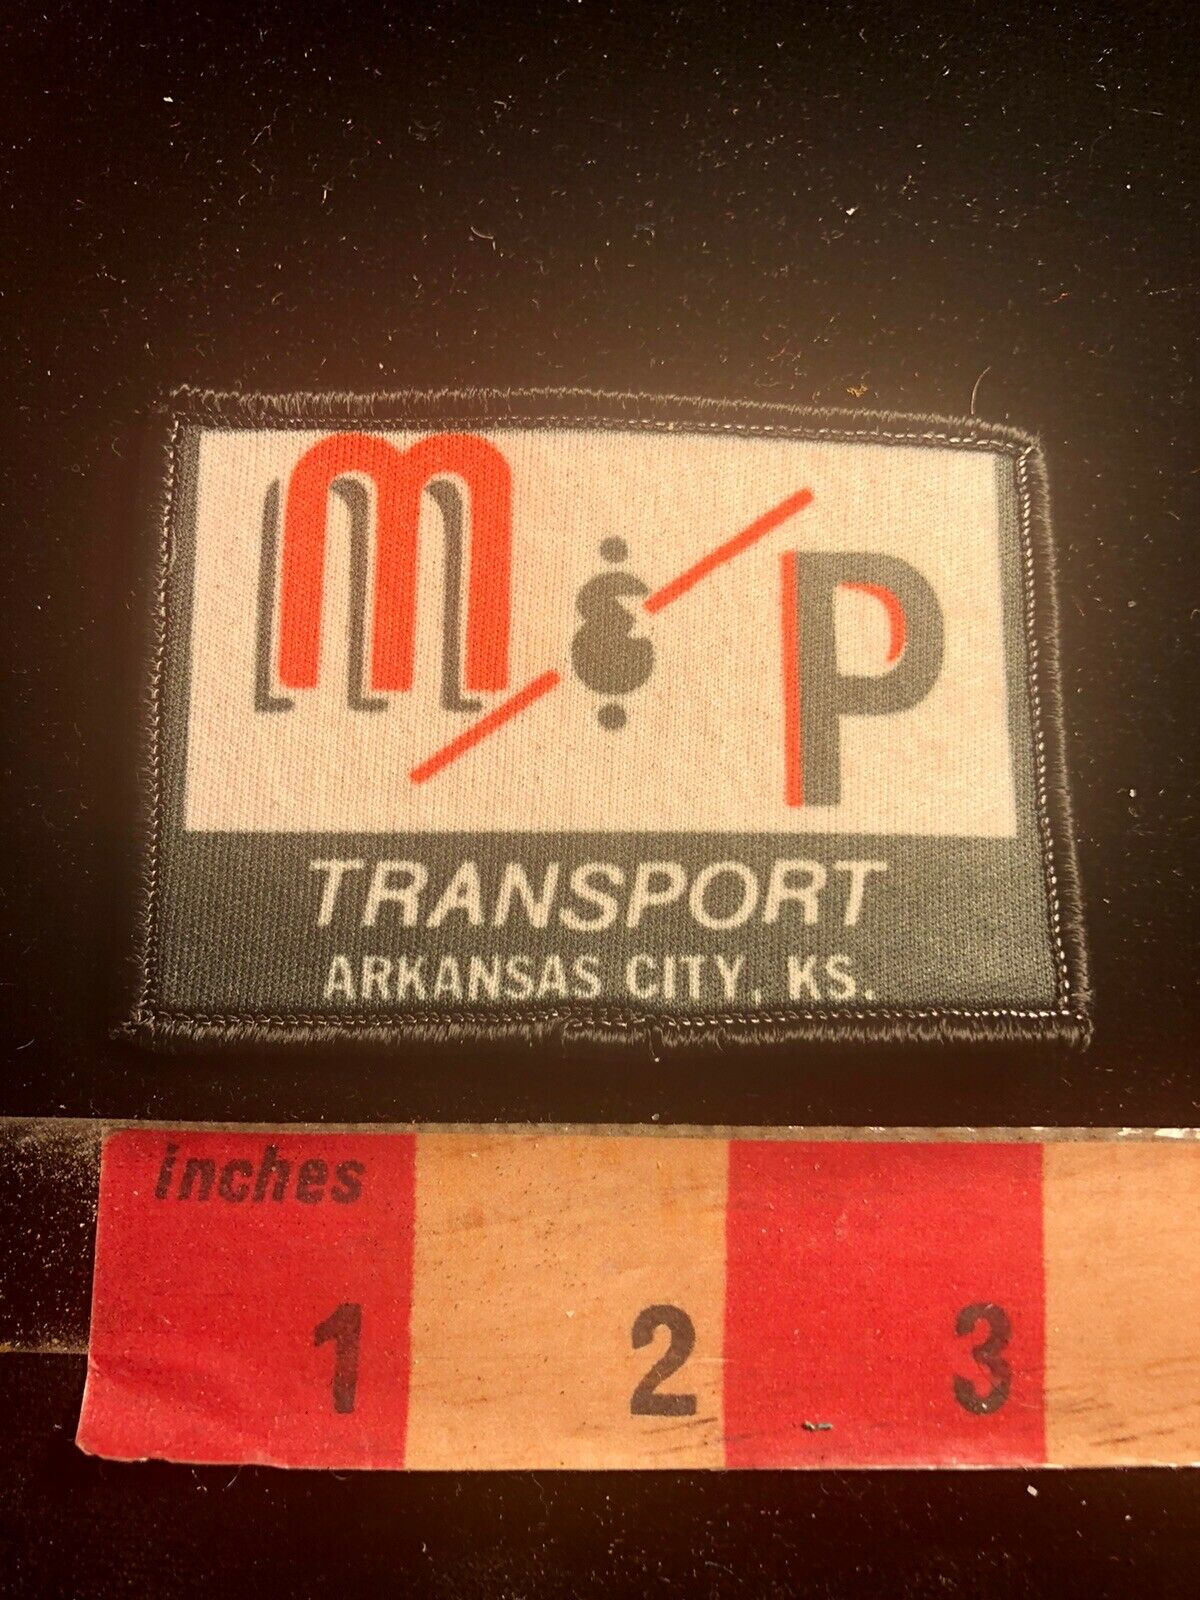 m & P
TRANSPORT
ARKANSAS CITY, KS.
inches
1 2 3